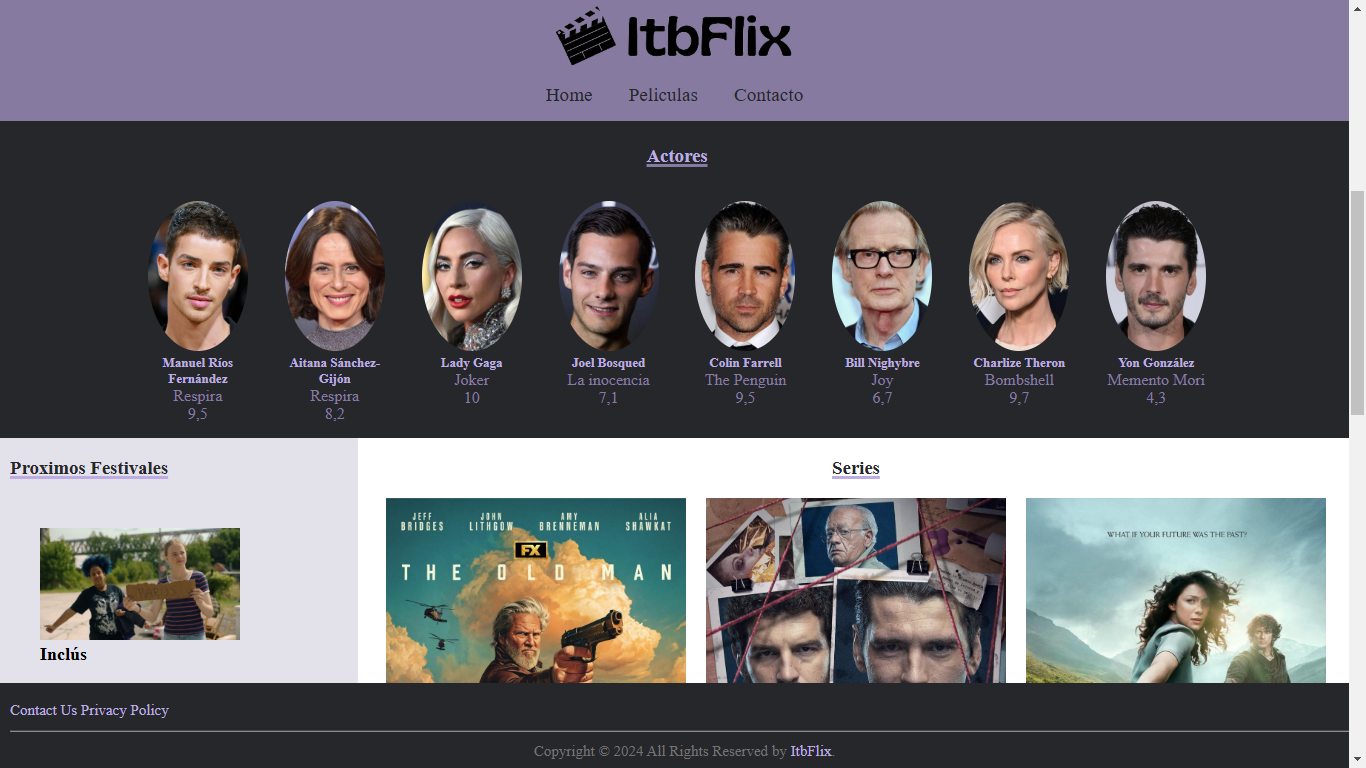 ItbFlix
Home Peliculas Contacto
Actores
Manuel Ríos
Fernández
Respira
9,5
Aitana Sánchez-
Gijón
Respira
8,2
Lady Gaga
Joker
10
Joel Bosqued
La inocencia
7,1
Colin Farrell
The Penguin
9,5
Bill Nighybre
Joy
6,7
Charlize Theron
Bombshell
9,7
Yon González
Memento Mori
4,3
Proximos Festivales
Inclús
Series
JEFF BRIDGES
JOHN LITHGOW
AMY BRENNEMAN
ALIA SHAWKAT
FX
THE OLD MAN
WHAT IF YOUR FUTURE WAS THE PAST?
Contact Us Privacy Policy
Copyright © 2024 All Rights Reserved by ItbFlix.